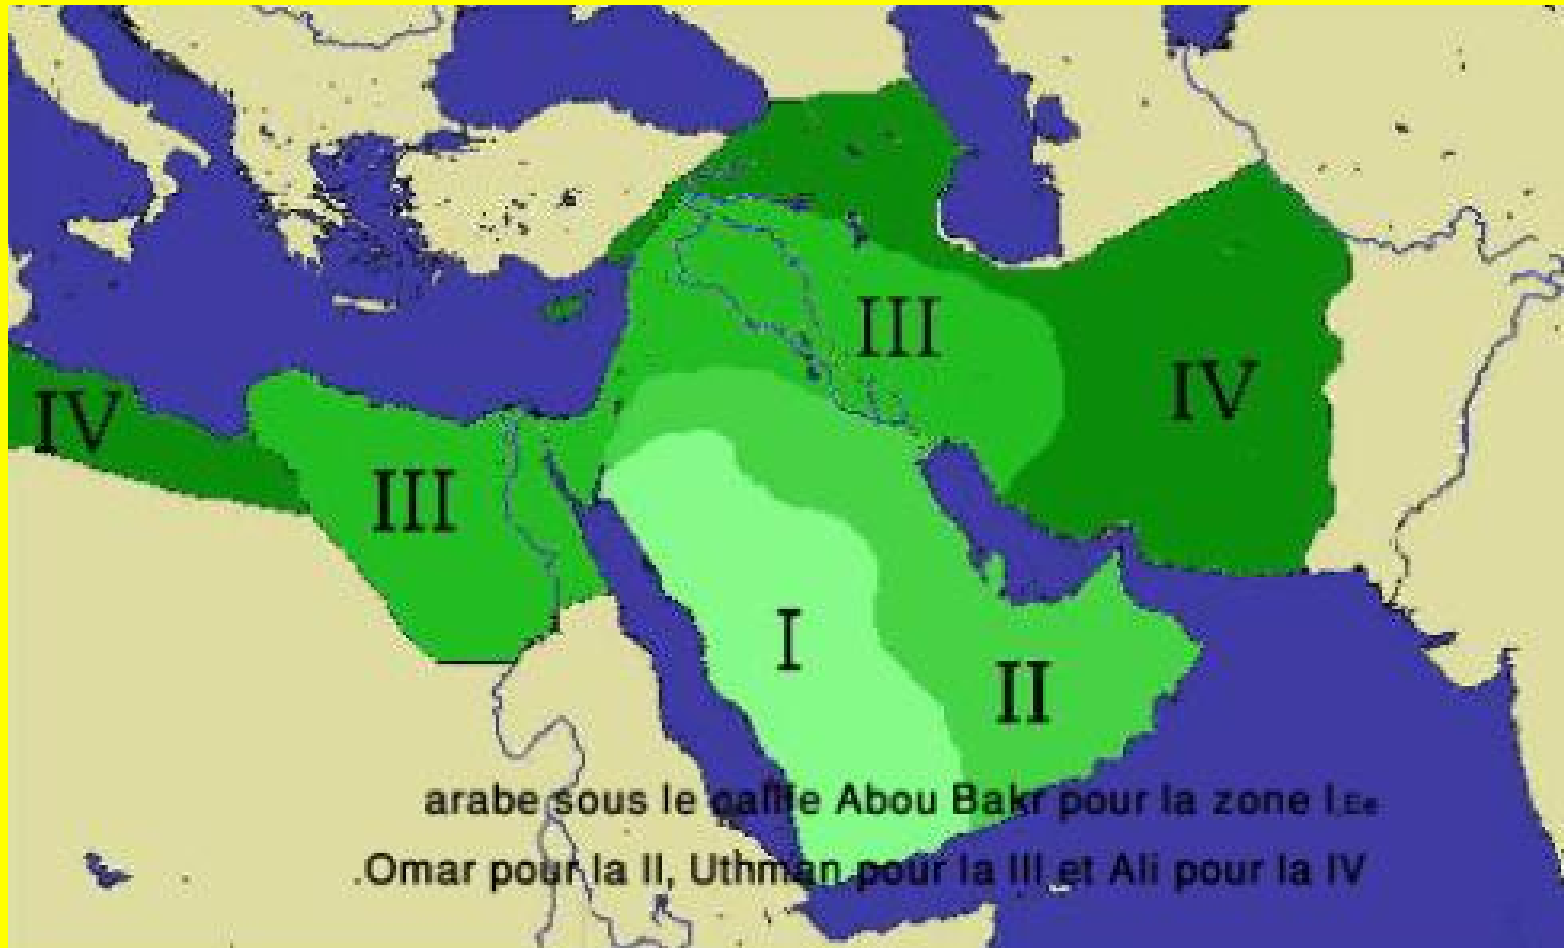 IV
III
III
IV
I
II
arabe sous le calife Abou Bakr pour la zone I
.Omar pour la II, Uthman pour la III et Ali pour la IV